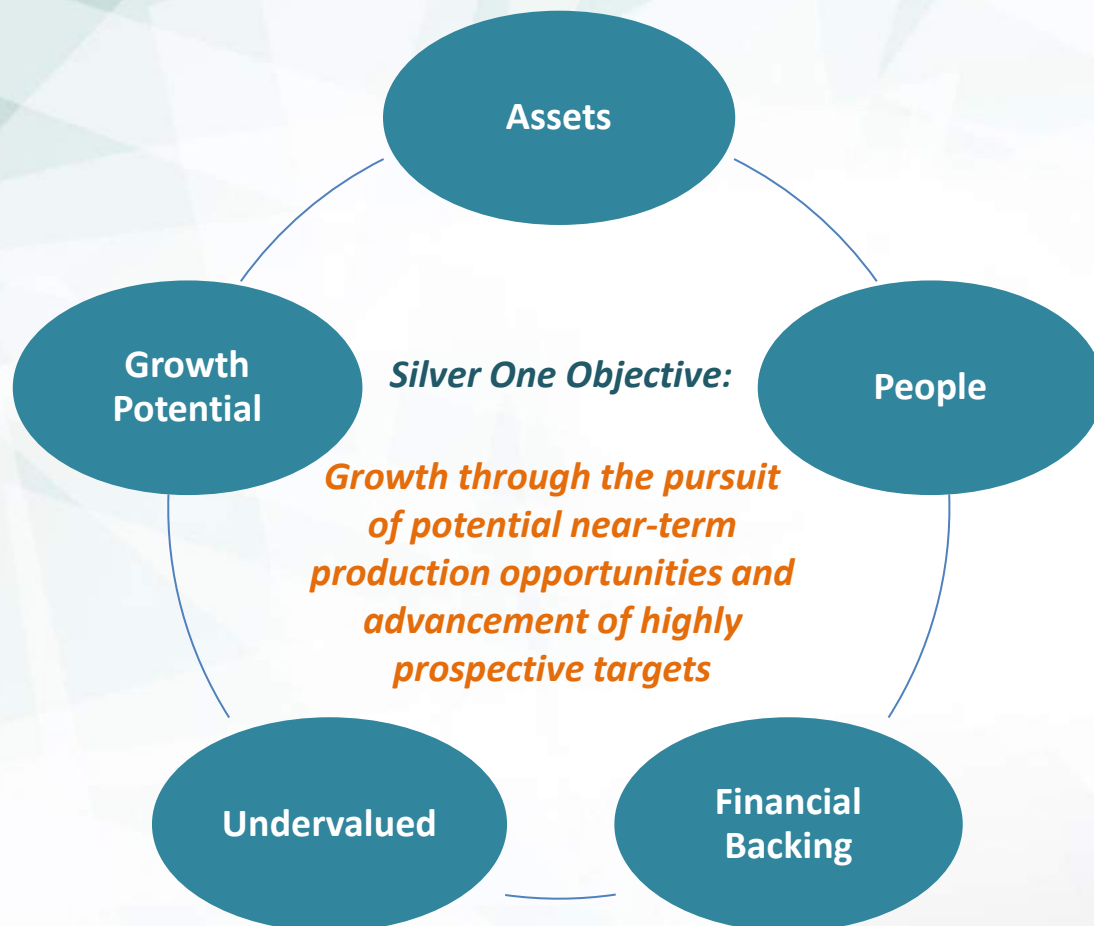 Assets
Growth
Potential
Silver One Objective:
People
Growth through the pursuit
of potential near-term
production opportunities and
advancement of highly
prospective targets
Undervalued
Financial
Backing